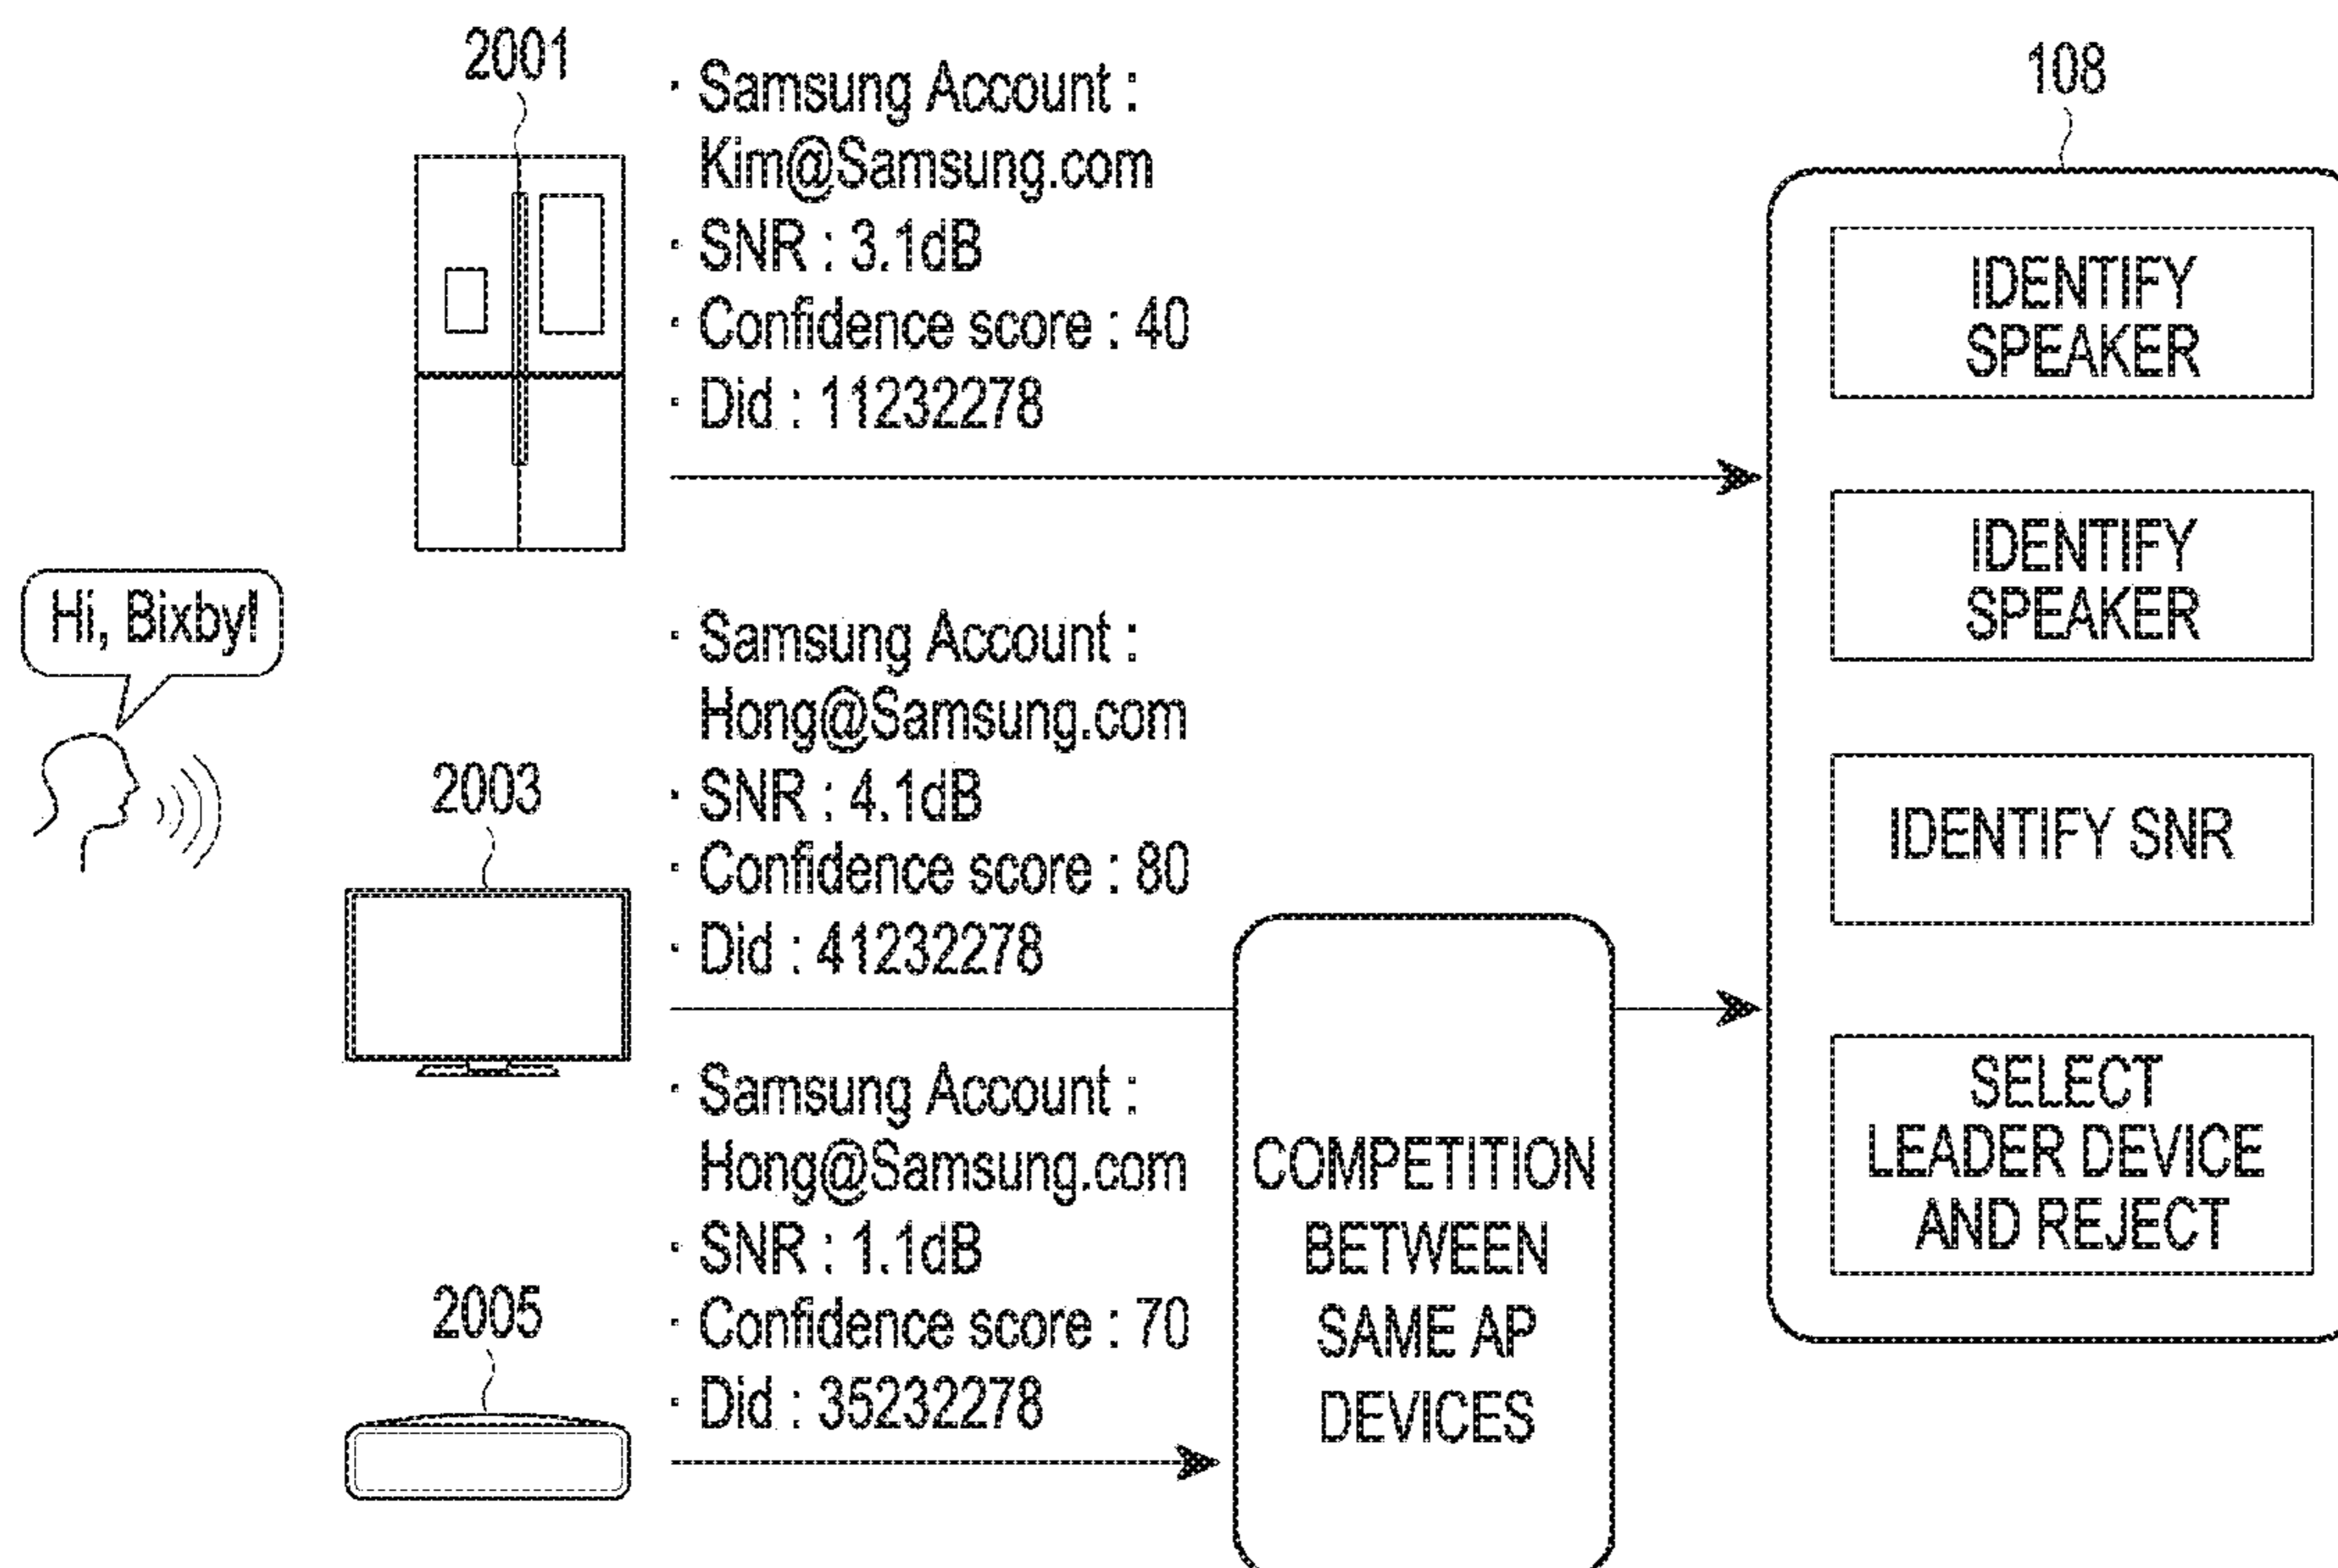 2001
· Samsung Account :
Kim@Samsung.com
· SNR : 3.1dB
· Confidence score : 40
· Did : 11232278
Hi, Bixby!
2003
· Samsung Account :
Hong@Samsung.com
· SNR : 4.1dB
· Confidence score : 80
· Did : 41232278
2005
· Samsung Account :
Hong@Samsung.com
· SNR : 1.1dB
· Confidence score : 70
· Did : 35232278
COMPETITION
BETWEEN
SAME AP
DEVICES
108
IDENTIFY
SPEAKER
IDENTIFY
SPEAKER
IDENTIFY SNR
SELECT
LEADER DEVICE
AND REJECT